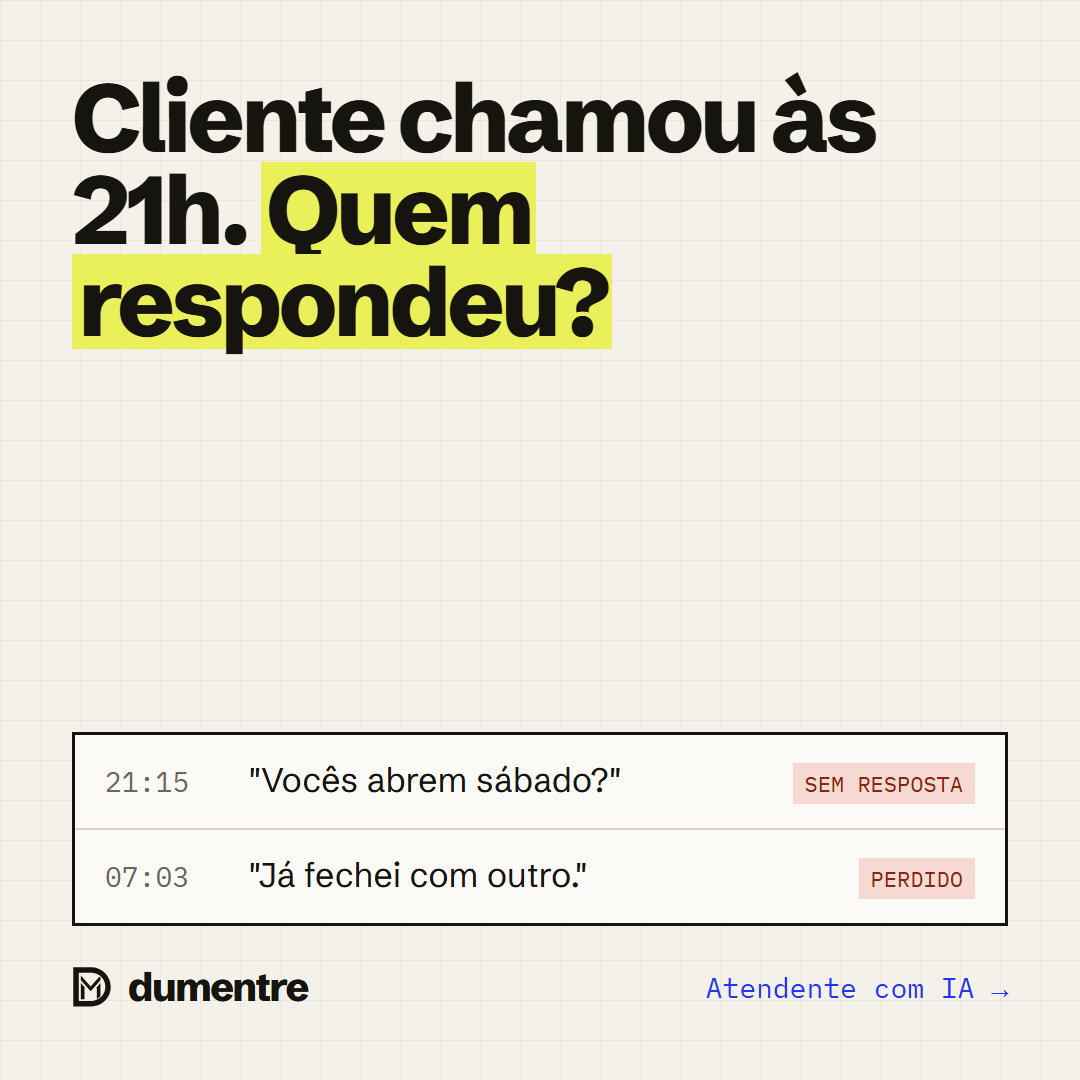 Cliente chamou às
21h. Quem
respondeu?
21:15 "Vocês abrem sábado?" SEM RESPOSTA
07:03 "Já fechei com outro." PERDIDO
dumentre Atendente com IA →